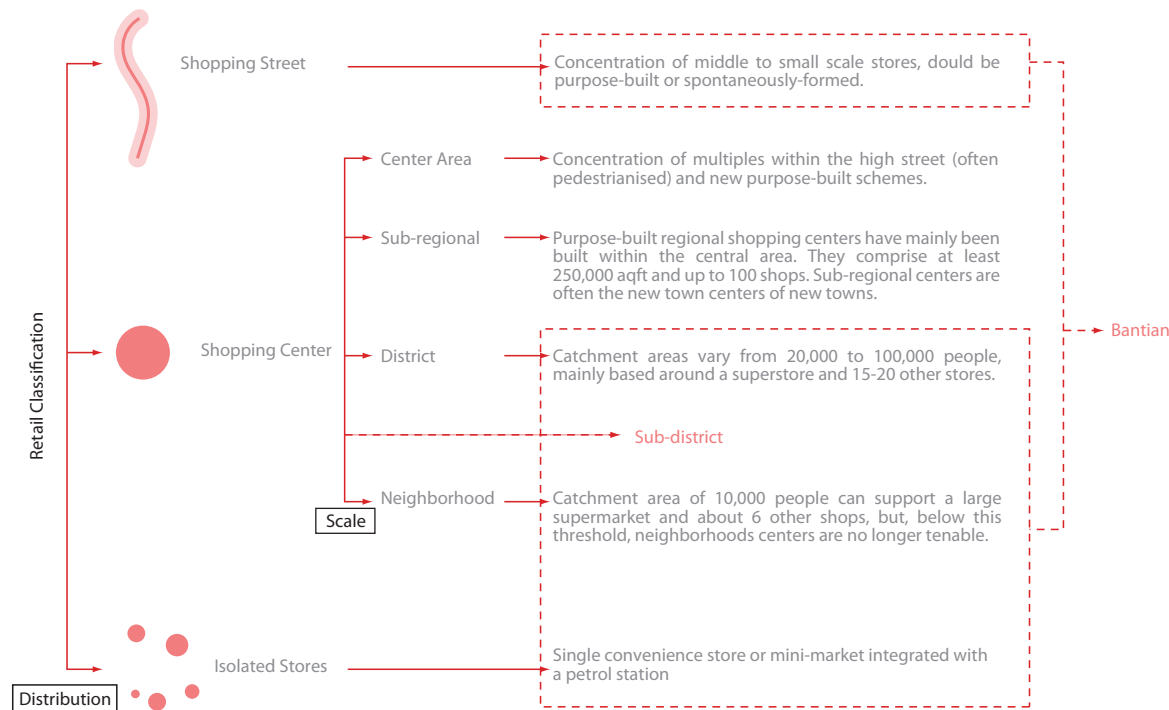 Shopping Street
Concentration of middle to small scale stores, dould be
purpose-built or spontaneously-formed.
Center Area
Concentration of multiples within the high street (often
pedestrianised) and new purpose-built schemes.
Sub-regional
Purpose-built regional shopping centers have mainly been
built within the central area. They comprise at least
250,000 aqft and up to 100 shops. Sub-regional centers are
often the new town centers of new towns.
Retail Classification
Shopping Center
Bantian
District
Catchment areas vary from 20,000 to 100,000 people,
mainly based around a superstore and 15-20 other stores.
Sub-district
Neighborhood
Scale
Catchment area of 10,000 people can support a large
supermarket and about 6 other shops, but, below this
threshold, neighborhoods centers are no longer tenable.
Isolated Stores
Single convenience store or mini-market integrated with
a petrol station
Distribution